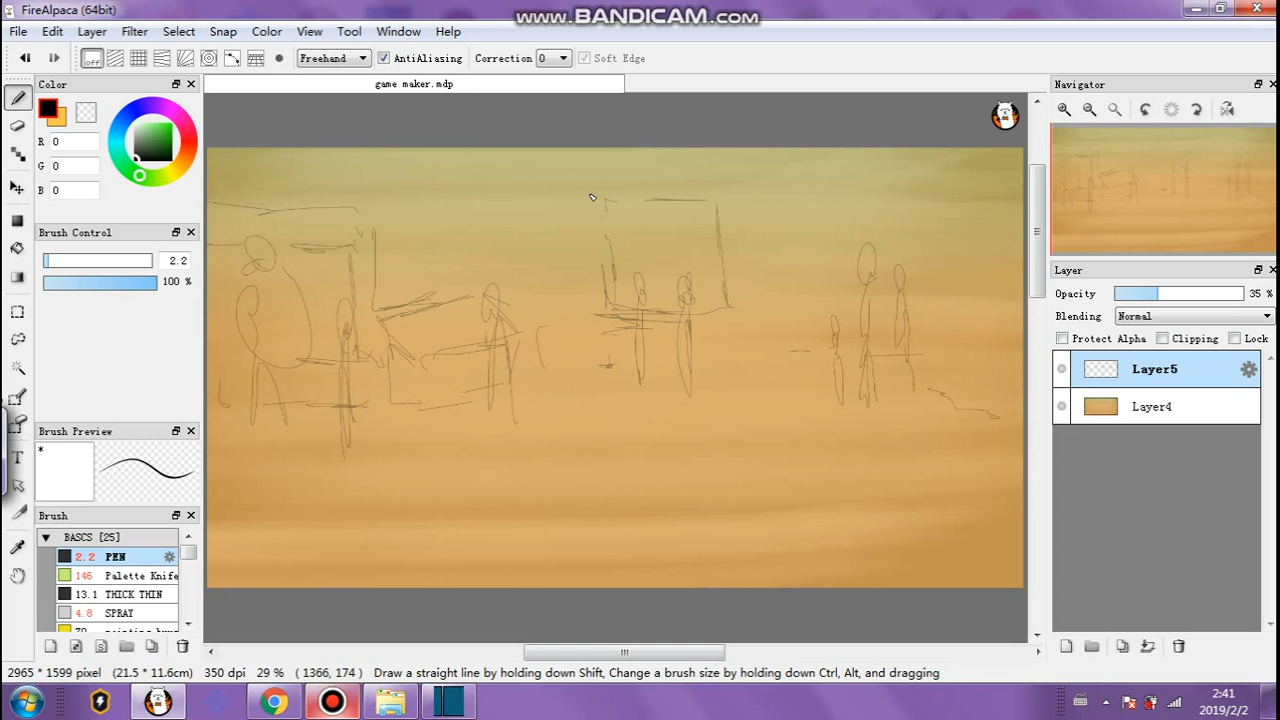 FireAlpaca (64bit)
www.BANDICAM.com
File Edit Layer Filter Select Snap Color View Tool Window Help
off Freehand AntiAliasing Correction 0 Soft Edge
Color
game maker.mdp
Navigator
R 0
G 0
B 0
Brush Control
2.2
100 %
Layer
Opacity 35 %
Blending Normal
Protect Alpha Clipping Lock
Layer5
Layer4
Brush Preview
*
Brush
BASCS [25]
2.2 PEN
146 Palette Knife
13.1 THICK THIN
4.8 SPRAY
2965 * 1599 pixel (21.5 * 11.6cm) 350 dpi 29 % ( 1366, 174 ) Draw a straight line by holding down Shift, Change a brush size by holding down Ctrl, Alt, and dragging
2:41
2019/2/2